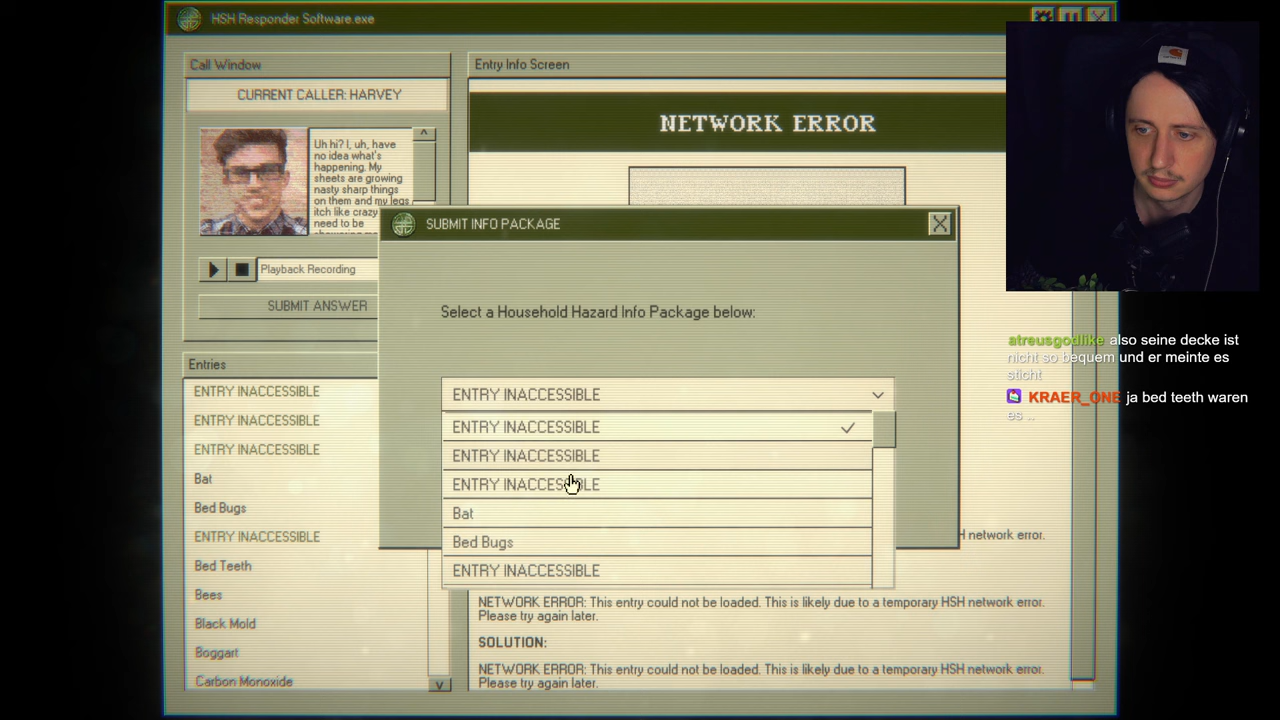 HSH Responder Software.exe
Call Window
CURRENT CALLER: HARVEY
Uh hi? I, uh, have
no idea what's
happening. My
sheets are growing
nasty sharp things
on them and my legs
itch like crazy
need to be
Playback Recording
SUBMIT ANSWER
Entries
ENTRY INACCESSIBLE
ENTRY INACCESSIBLE
ENTRY INACCESSIBLE
Bat
Bed Bugs
ENTRY INACCESSIBLE
Bed Teeth
Bees
Black Mold
Boggart
Carbon Monoxide
Entry Info Screen
NETWORK ERROR
SUBMIT INFO PACKAGE
Select a Household Hazard Info Package below:
ENTRY INACCESSIBLE
ENTRY INACCESSIBLE
ENTRY INACCESSIBLE
ENTRY INACCESSIBLE
Bat
Bed Bugs
ENTRY INACCESSIBLE
H network error.
NETWORK ERROR: This entry could not be loaded. This is likely due to a temporary HSH network error.
Please try again later.
SOLUTION:
NETWORK ERROR: This entry could not be loaded. This is likely due to a temporary HSH network error.
Please try again later.
atreusgodlike also seine decke ist
nicht so bequem und er meinte es
sticht
KRAER_ONE ja bed teeth waren
es ..